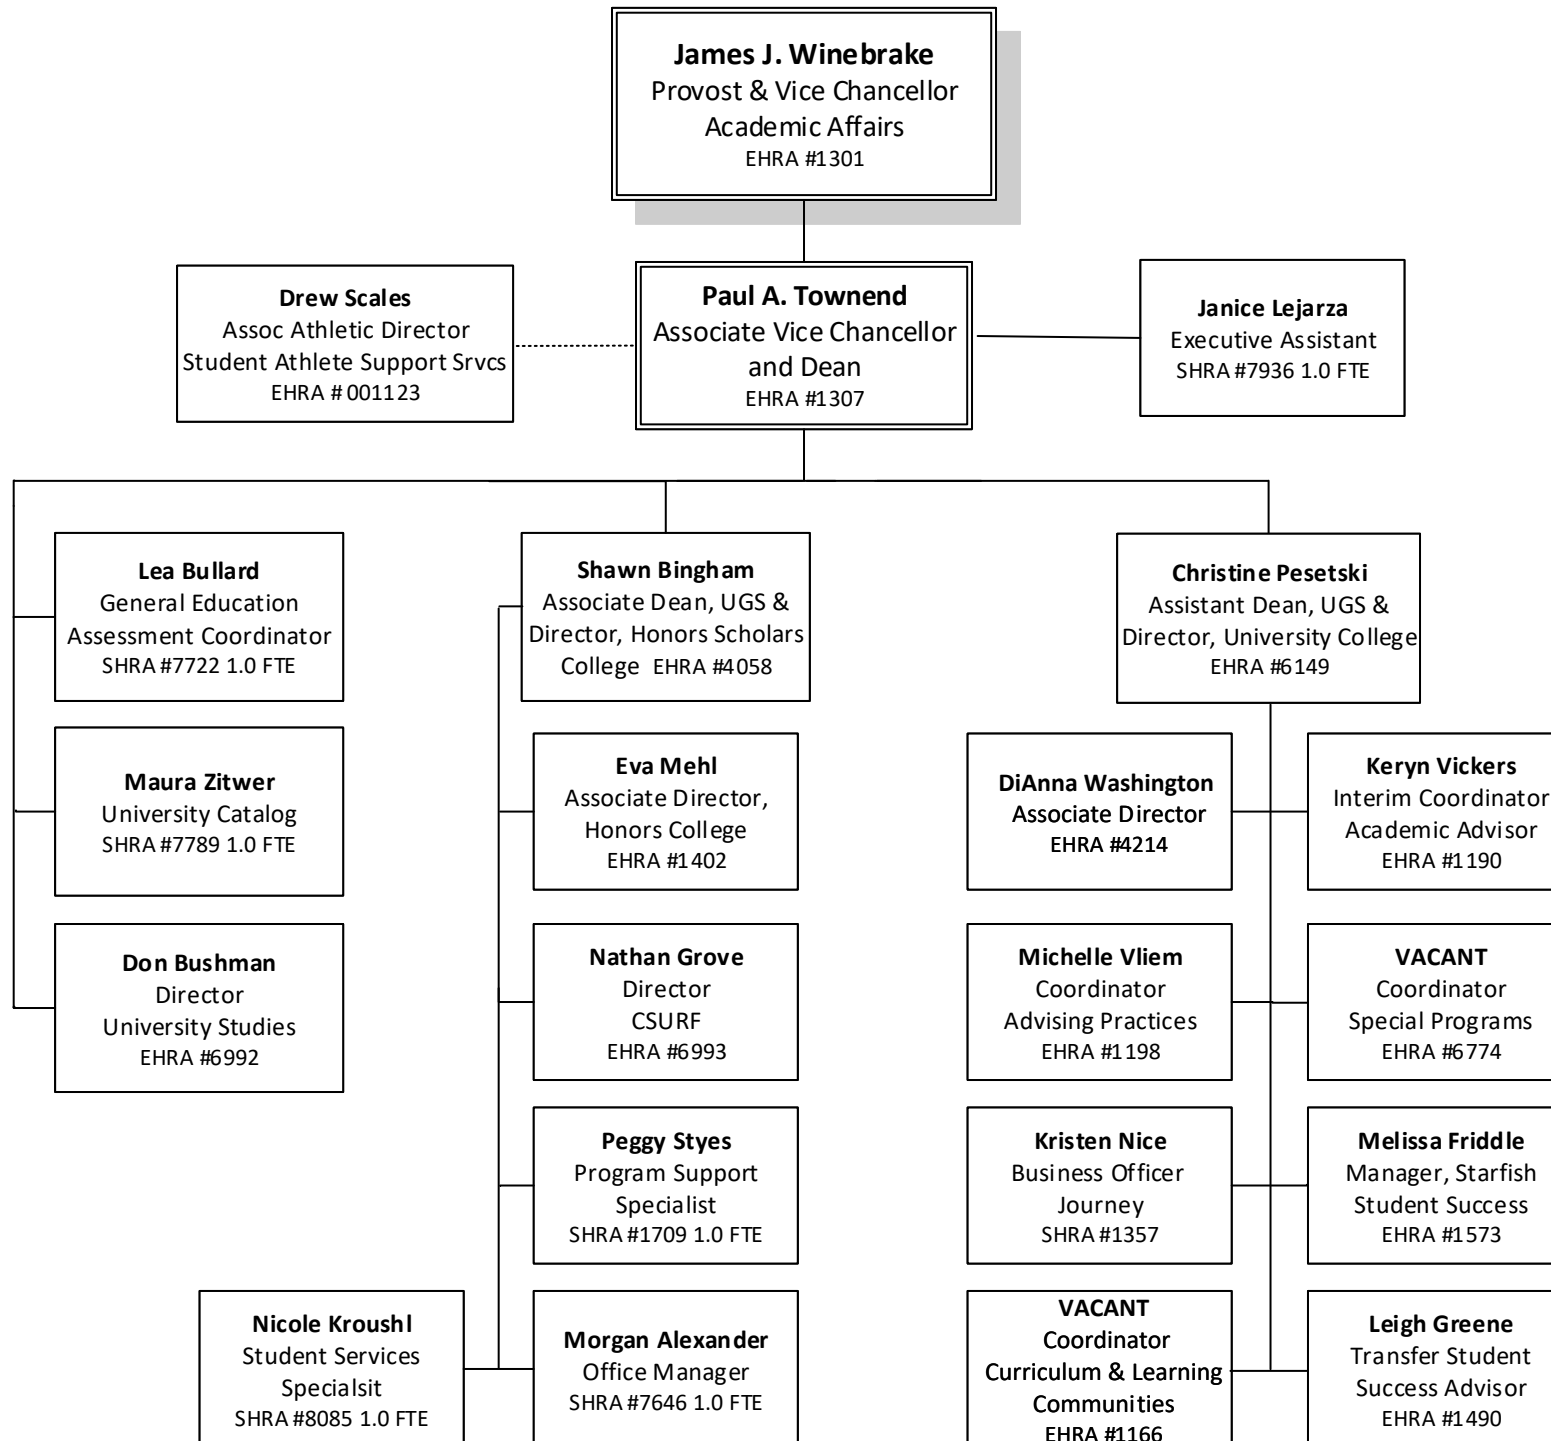 James J. Winebrake
Provost & Vice Chancellor
Academic Affairs
EHRA #1301
Drew Scales
Assoc Athletic Director
Student Athlete Support Srvcs
EHRA # 001123
Paul A. Townend
Associate Vice Chancellor
and Dean
EHRA #1307
Janice Lejarza
Executive Assistant
SHRA #7936 1.0 FTE
Lea Bullard
General Education
Assessment Coordinator
SHRA #7722 1.0 FTE
Maura Zitwer
University Catalog
SHRA #7789 1.0 FTE
Don Bushman
Director
University Studies
EHRA #6992
Shawn Bingham
Associate Dean, UGS &
Director, Honors Scholars
College EHRA #4058
Eva Mehl
Associate Director,
Honors College
EHRA #1402
Nathan Grove
Director
CSURF
EHRA #6993
Peggy Styes
Program Support
Specialist
SHRA #1709 1.0 FTE
Nicole Kroushl
Student Services
Specialsit
SHRA #8085 1.0 FTE
Morgan Alexander
Office Manager
SHRA #7646 1.0 FTE
Christine Pesetski
Assistant Dean, UGS &
Director, University College
EHRA #6149
DiAnna Washington
Associate Director
EHRA #4214
Keryn Vickers
Interim Coordinator
Academic Advisor
EHRA #1190
Michelle Vliem
Coordinator
Advising Practices
EHRA #1198
VACANT
Coordinator
Special Programs
EHRA #6774
Kristen Nice
Business Officer
Journey
SHRA #1357
Melissa Friddle
Manager, Starfish
Student Success
EHRA #1573
VACANT
Coordinator
Curriculum & Learning
Communities
EHRA #1166
Leigh Greene
Transfer Student
Success Advisor
EHRA #1490